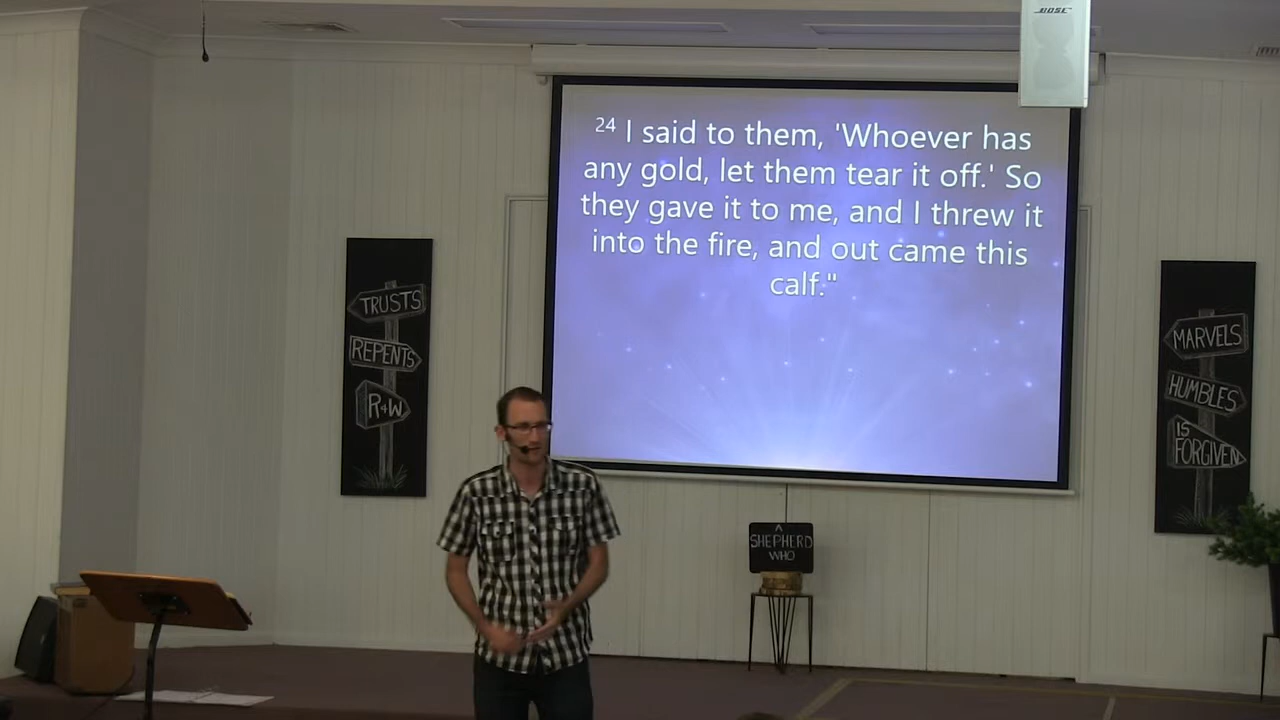 BOSE
24 I said to them, 'Whoever has
any gold, let them tear it off.' So
they gave it to me, and I threw it
into the fire, and out came this
calf."
TRUSTS
REPENTS
R+W
MARVELS
HUMBLES
IS
FORGIVEN
A
SHEPHERD
WHO